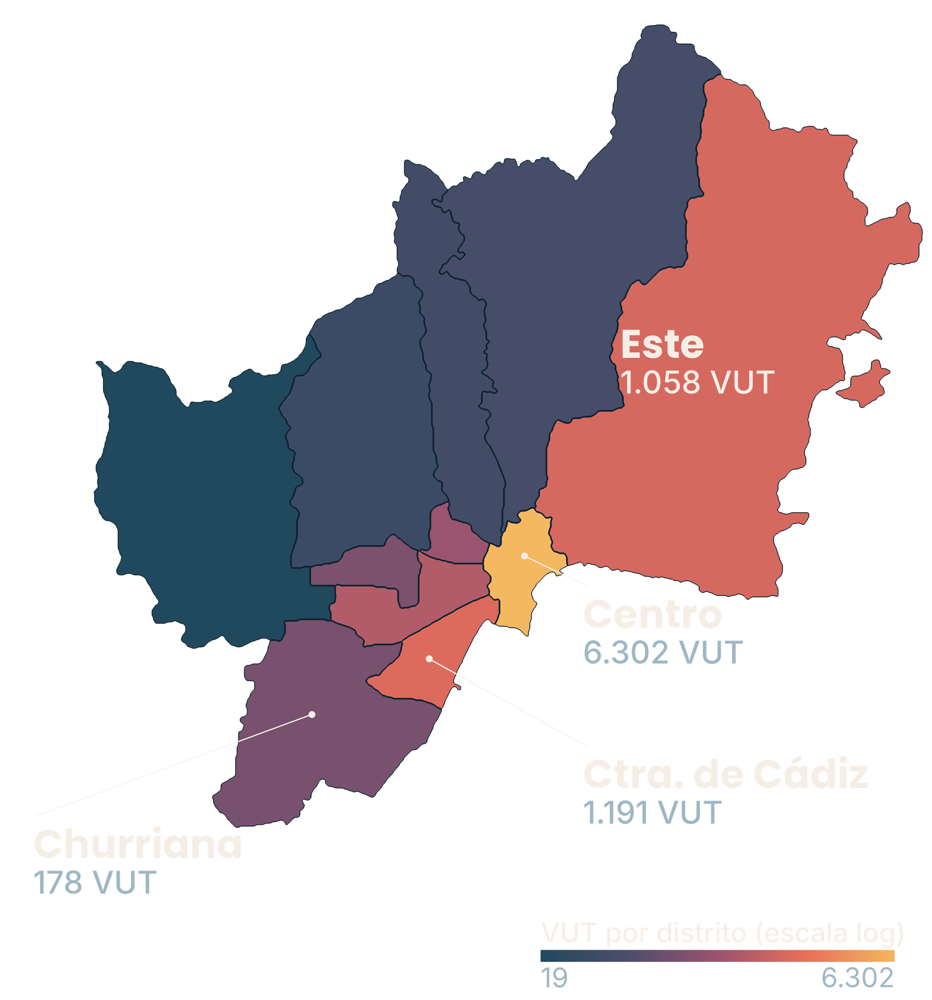 Este
1.058 VUT
Centro
6.302 VUT
Ctra. de Cádiz
1.191 VUT
Churriana
178 VUT
VUT por distrito (escala log)
19
6.302